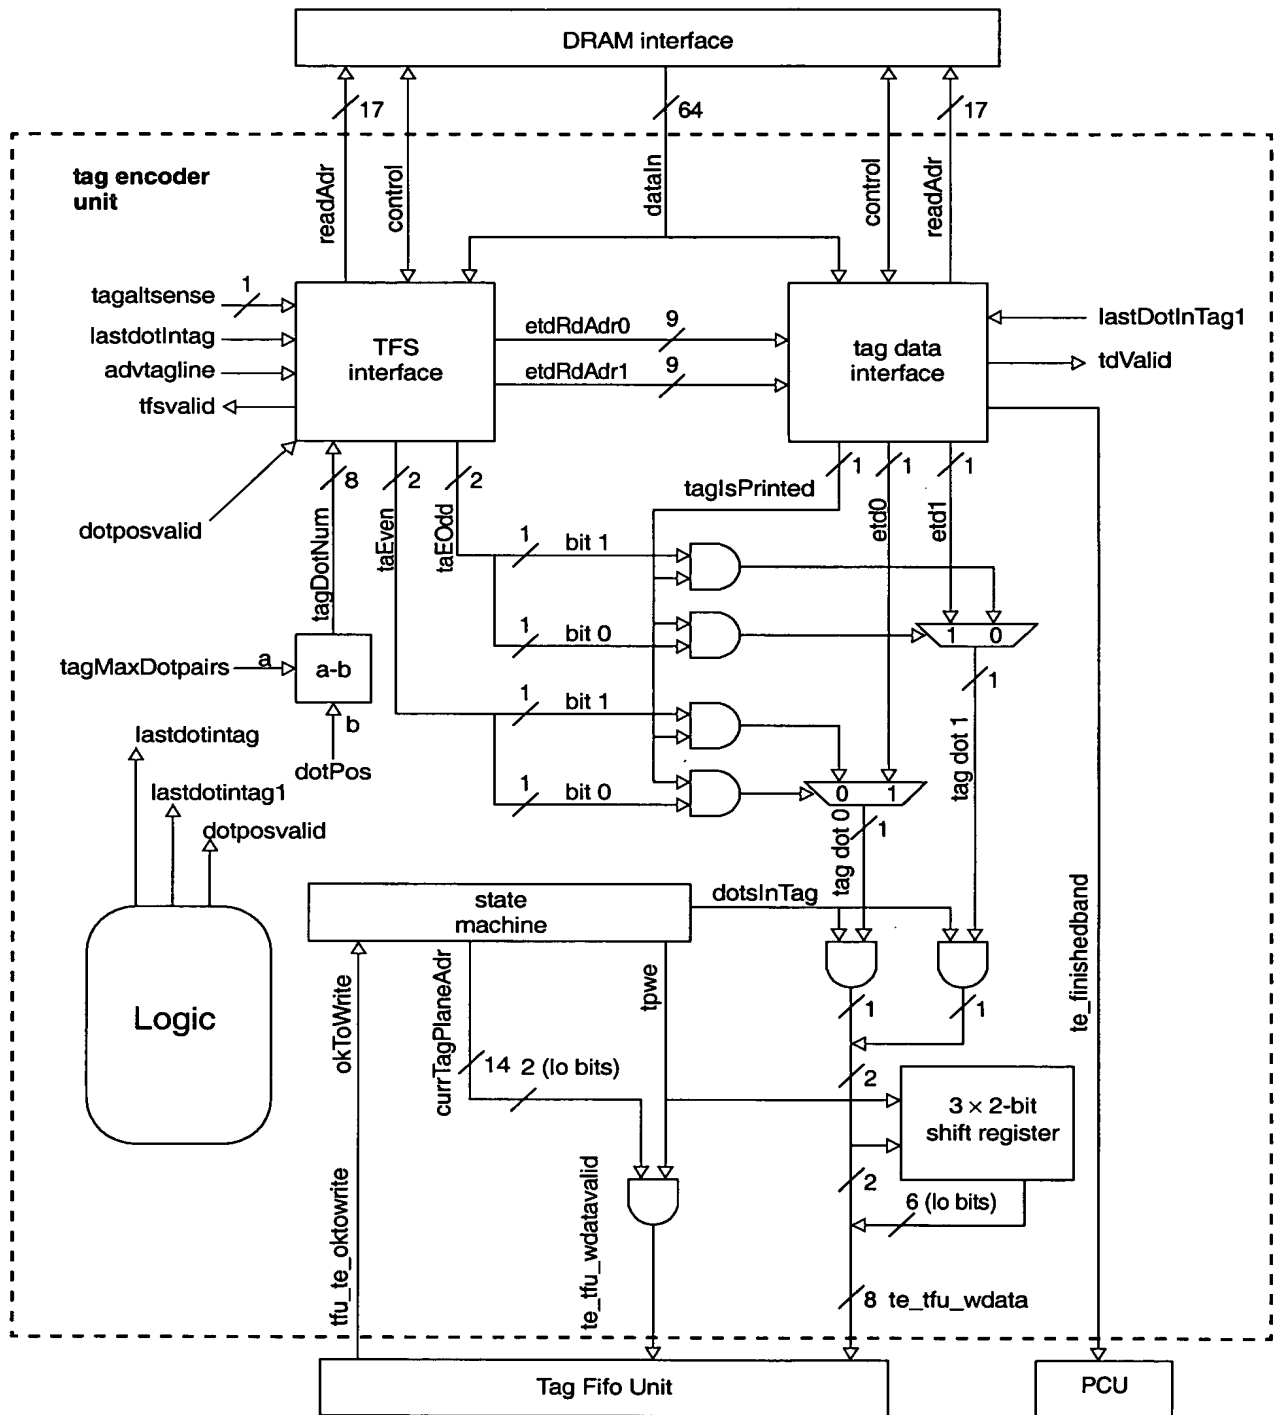 DRAM interface
17
64
17
tag encoder
unit
readAdr
control
dataIn
control
readAdr
tagaltsense
1
lastdotIntag
advtagline
tfsvalid
TFS
interface
etdRdAdr0
9
etdRdAdr1
9
tag data
interface
lastDotInTag1
tdValid
dotposvalid
8
2
2
1
1
1
tagIsPrinted
tagDotNum
taEven
taEOdd
etd0
etd1
1
bit 1
1
bit 0
1 0
1
tagMaxDotpairs
a
a-b
b
dotPos
1
bit 1
1
bit 0
0 1
1
tag dot 0
tag dot 1
lastdotintag
lastdotintag1
dotposvalid
Logic
state
machine
dotsInTag
okToWrite
currTagPlaneAdr
tpwe
te_finishedband
1
1
14
2 (lo bits)
2
3 × 2-bit
shift register
2
6 (lo bits)
tfu_te_oktowrite
te_tfu_wdatavalid
8 te_tfu_wdata
Tag Fifo Unit
PCU